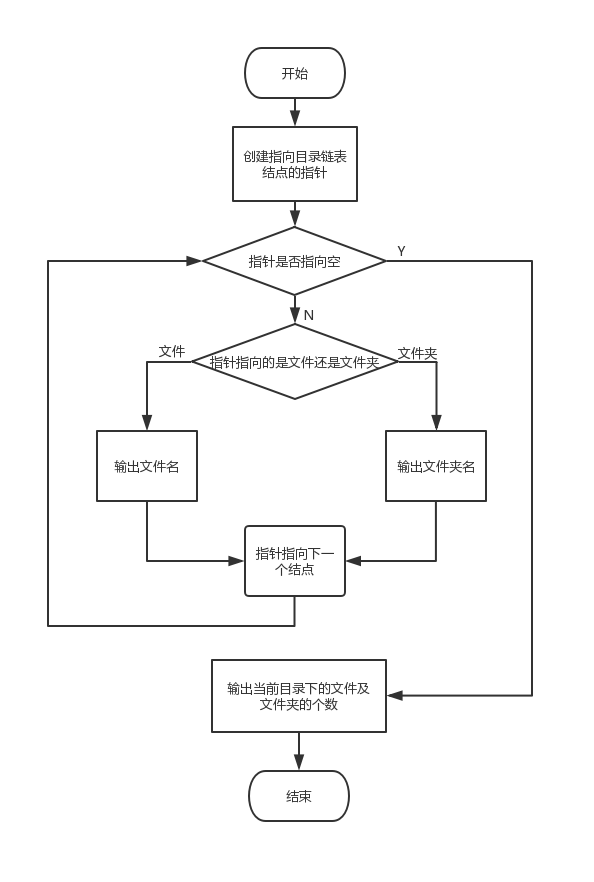 开始
创建指向目录链表
结点的指针
指针是否指向空
Y
N
文件
指针指向的是文件还是文件夹
文件夹
输出文件名
输出文件夹名
指针指向下一
个结点
输出当前目录下的文件及
文件夹的个数
结束